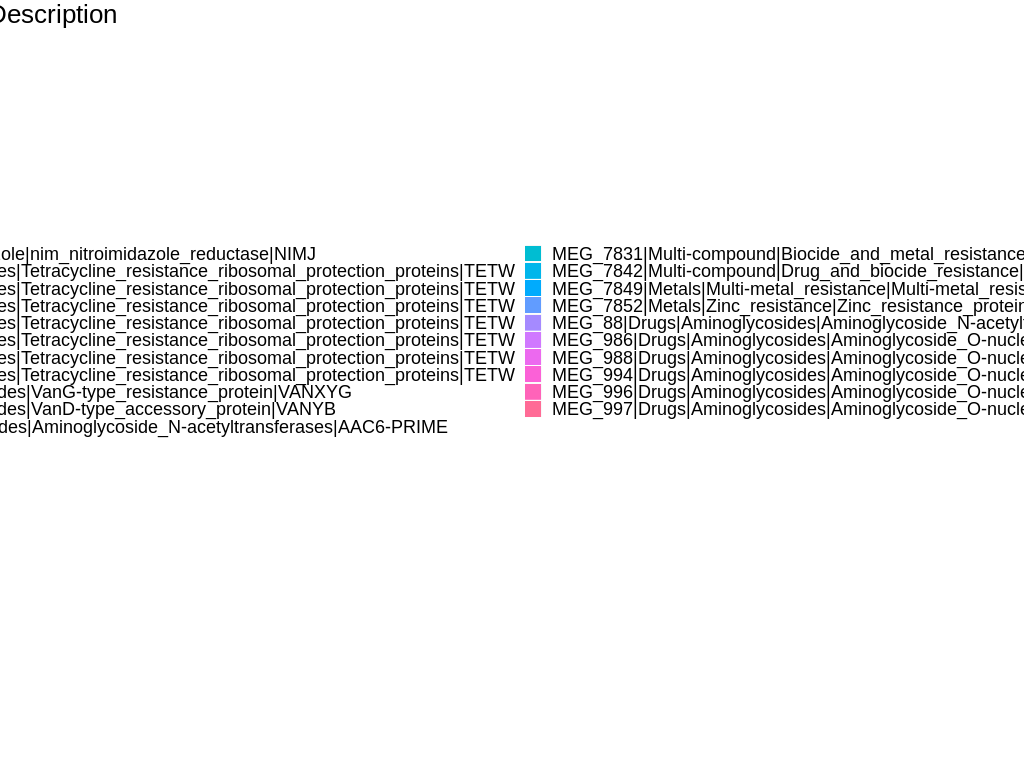 Description
ole|nim_nitroimidazole_reductase|NIMJ
es|Tetracycline_resistance_ribosomal_protection_proteins|TETW
es|Tetracycline_resistance_ribosomal_protection_proteins|TETW
es|Tetracycline_resistance_ribosomal_protection_proteins|TETW
es|Tetracycline_resistance_ribosomal_protection_proteins|TETW
es|Tetracycline_resistance_ribosomal_protection_proteins|TETW
es|Tetracycline_resistance_ribosomal_protection_proteins|TETW
es|Tetracycline_resistance_ribosomal_protection_proteins|TETW
des|VanG-type_resistance_protein|VANXYG
des|VanD-type_accessory_protein|VANYB
des|Aminoglycoside_N-acetyltransferases|AAC6-PRIME
MEG_7831|Multi-compound|Biocide_and_metal_resistance
MEG_7842|Multi-compound|Drug_and_biocide_resistance|
MEG_7849|Metals|Multi-metal_resistance|Multi-metal_resis
MEG_7852|Metals|Zinc_resistance|Zinc_resistance_protein
MEG_88|Drugs|Aminoglycosides|Aminoglycoside_N-acetylt
MEG_986|Drugs|Aminoglycosides|Aminoglycoside_O-nucle
MEG_988|Drugs|Aminoglycosides|Aminoglycoside_O-nucle
MEG_994|Drugs|Aminoglycosides|Aminoglycoside_O-nucle
MEG_996|Drugs|Aminoglycosides|Aminoglycoside_O-nucle
MEG_997|Drugs|Aminoglycosides|Aminoglycoside_O-nucle